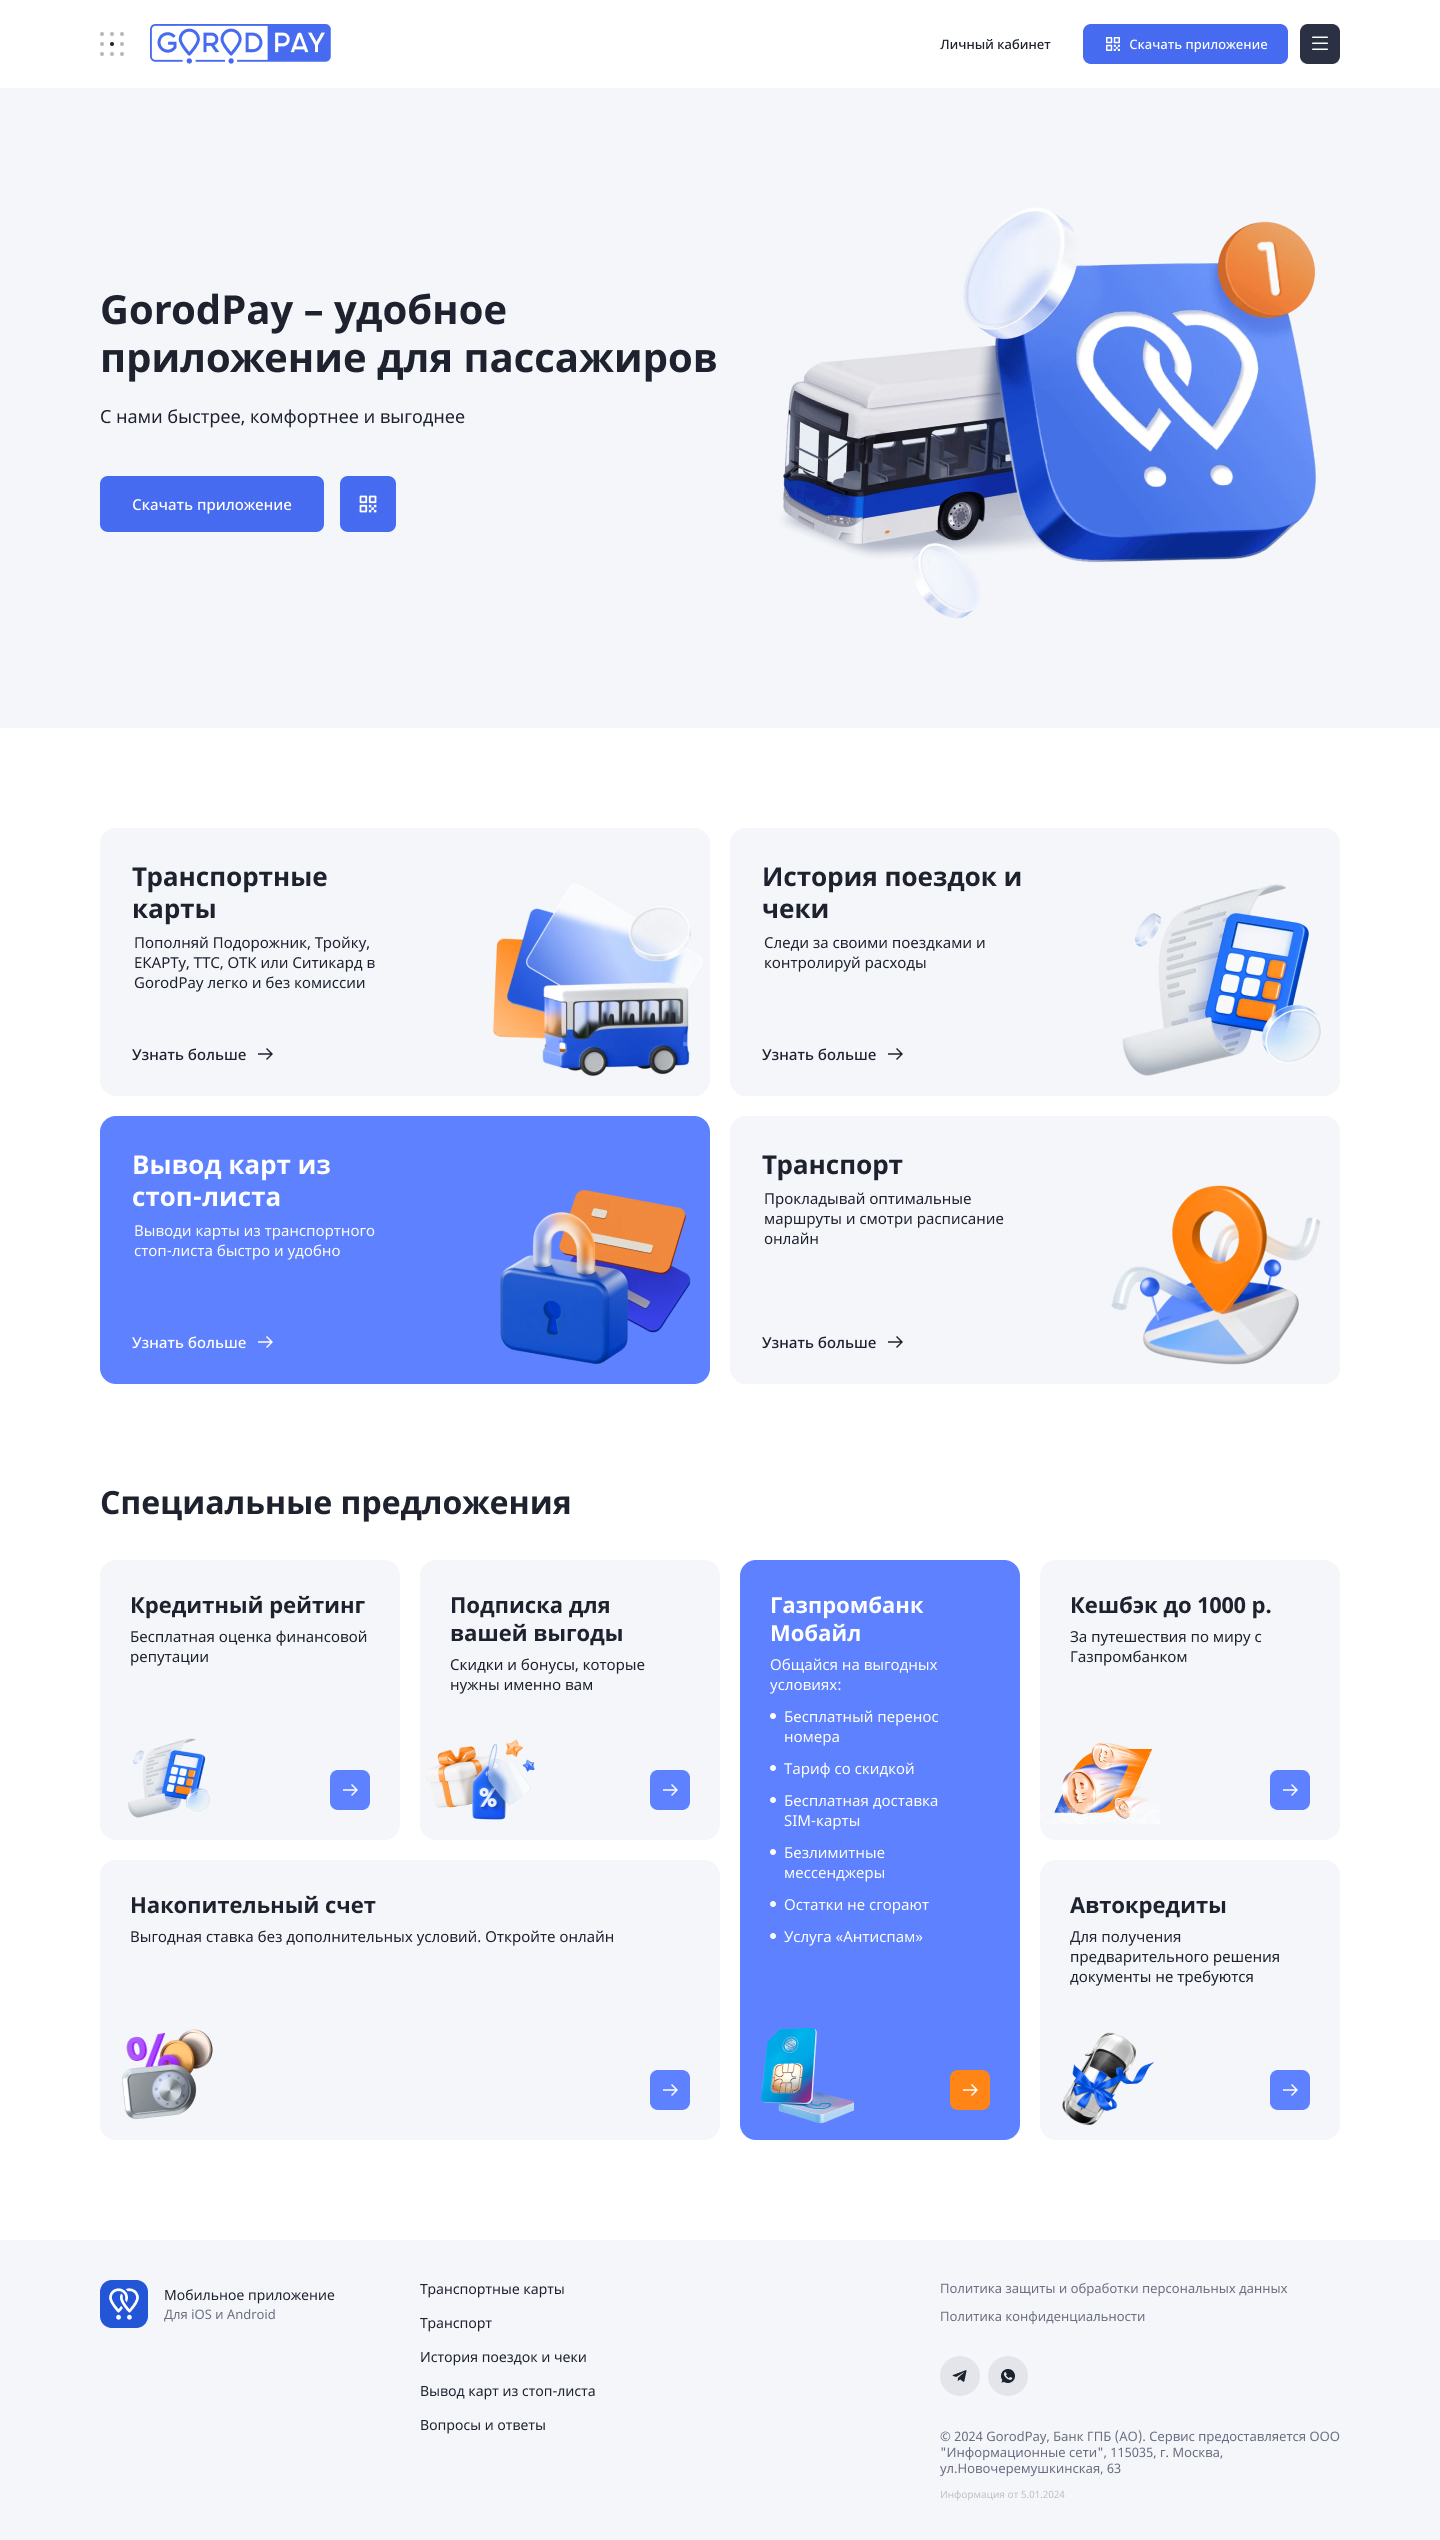 GOROD PAY
Личный кабинет
Скачать приложение
GorodPay – удобное
приложение для пассажиров
С нами быстрее, комфортнее и выгоднее
Скачать приложение
1
Транспортные
карты
Пополняй Подорожник, Тройку,
ЕКАРТу, ТТС, ОТК или Ситикард в
GorodPay легко и без комиссии
Узнать больше
История поездок и
чеки
Следи за своими поездками и
контролируй расходы
Узнать больше
Вывод карт из
стоп-листа
Выводи карты из транспортного
стоп-листа быстро и удобно
Узнать больше
Транспорт
Прокладывай оптимальные
маршруты и смотри расписание
онлайн
Узнать больше
Специальные предложения
Кредитный рейтинг
Бесплатная оценка финансовой
репутации
Подписка для
вашей выгоды
Скидки и бонусы, которые
нужны именно вам
%
Газпромбанк
Мобайл
Общайся на выгодных
условиях:
Бесплатный перенос
номера
Тариф со скидкой
Бесплатная доставка
SIM-карты
Безлимитные
мессенджеры
Остатки не сгорают
Услуга «Антиспам»
Кешбэк до 1000 р.
За путешествия по миру с
Газпромбанком
Накопительный счет
Выгодная ставка без дополнительных условий. Откройте онлайн
%
Автокредиты
Для получения
предварительного решения
документы не требуются
Мобильное приложение
Для iOS и Android
Транспортные карты
Транспорт
История поездок и чеки
Вывод карт из стоп-листа
Вопросы и ответы
Политика защиты и обработки персональных данных
Политика конфиденциальности
© 2024 GorodPay, Банк ГПБ (АО). Сервис предоставляется ООО
"Информационные сети", 115035, г. Москва,
ул.Новочеремушкинская, 63
Информация от 5.01.2024